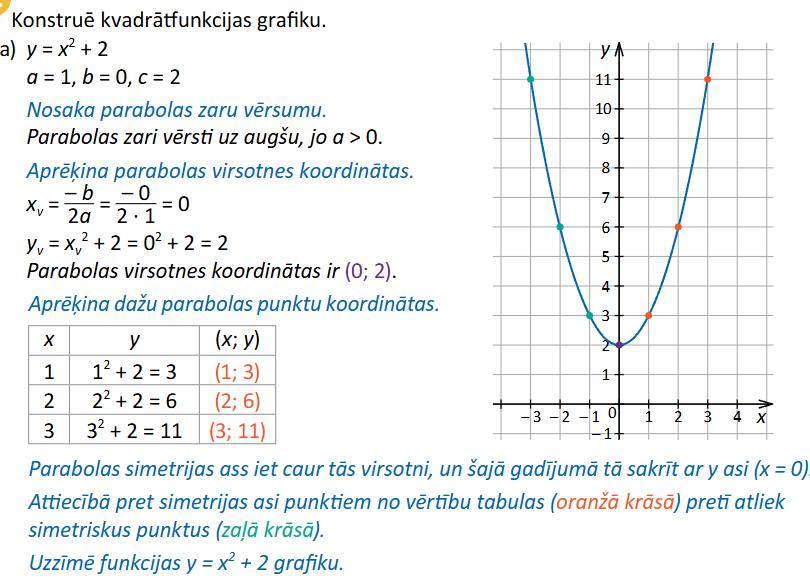 Konstruē kvadrātfunkcijas grafiku.
a) y = x² + 2
a = 1, b = 0, c = 2
Nosaka parabolas zaru vērsumu.
Parabolas zari vērsti uz augšu, jo a > 0.
Aprēķina parabolas virsotnes koordinātas.
xᵥ = −b/2a = −0/2 · 1 = 0
yᵥ = xᵥ² + 2 = 0² + 2 = 2
Parabolas virsotnes koordinātas ir (0; 2).
Aprēķina dažu parabolas punktu koordinātas.
x y (x; y)
1 1² + 2 = 3 (1; 3)
2 2² + 2 = 6 (2; 6)
3 3² + 2 = 11 (3; 11)
y
11
10
9
8
7
6
5
4
3
2
1
−3 −2 −1 0 1 2 3 4 x
−1
Parabolas simetrijas ass iet caur tās virsotni, un šajā gadījumā tā sakrīt ar y asi (x = 0).
Attiecībā pret simetrijas asi punktiem no vērtību tabulas (oranžā krāsā) pretī atliek
simetriskus punktus (zaļā krāsā).
Uzzīmē funkcijas y = x² + 2 grafiku.